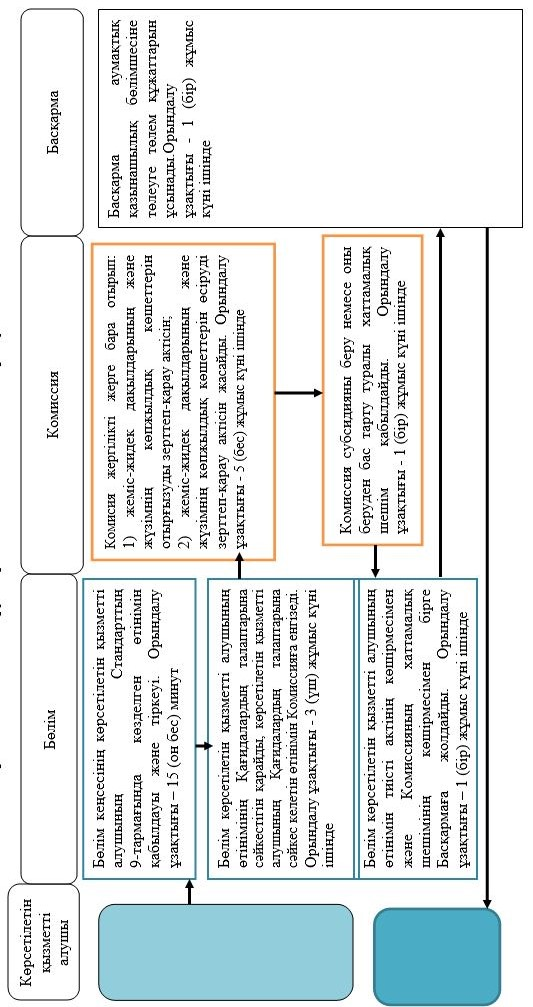 Көрсетілетін
қызметті
алушы
Бөлім
Комиссия
Басқарма
Бөлім кеңсесінің көрсетілетін қызметті
алушының Стандарттың
9-тармағында көзделген өтінімін
қабылдауы және тіркеуі. Орындалу
ұзақтығы – 15 (он бес) минут
Бөлім көрсетілетін қызметті алушының
өтінімінің Қағидалардың талаптарына
сәйкестігін қарайды, көрсетілетін қызметті
алушының Қағидалардың талаптарына
сәйкес келетін өтінімін Комиссияға енгізеді.
Орындалу ұзақтығы - 3 (үш) жұмыс күні
ішінде
Комисия жергілікті жерге бара отырып:
1) жеміс-жидек дақылдарының және
жүзімнің көпжылдық көшеттерін
отырғызуды зерттеп-қарау актісін;
2) жеміс-жидек дақылдарының және
жүзімнің көпжылдық көшеттерін өсіруді
зерттеп-қарау актісін жасайды. Орындалу
ұзақтығы - 5 (бес) жұмыс күні ішінде
Комиссия субсидияны беру немесе оны
беруден бас тарту туралы хаттамалық
шешім қабылдайды. Орындалу
ұзақтығы - 1 (бір) жұмыс күні ішінде
Бөлім көрсетілетін қызметті алушының
өтінімін тиісті актінің көшірмесімен
және Комиссияның хаттамалық
шешімінің көшірмесімен бірге
Басқармаға жолдайды. Орындалу
ұзақтығы – 1 (бір) жұмыс күні ішінде
Басқарма аумақтық
қазынашылық бөлімшесіне
төлеуге төлем құжаттарын
ұсынады.Орындалу
ұзақтығы - 1 (бір) жұмыс
күні ішінде